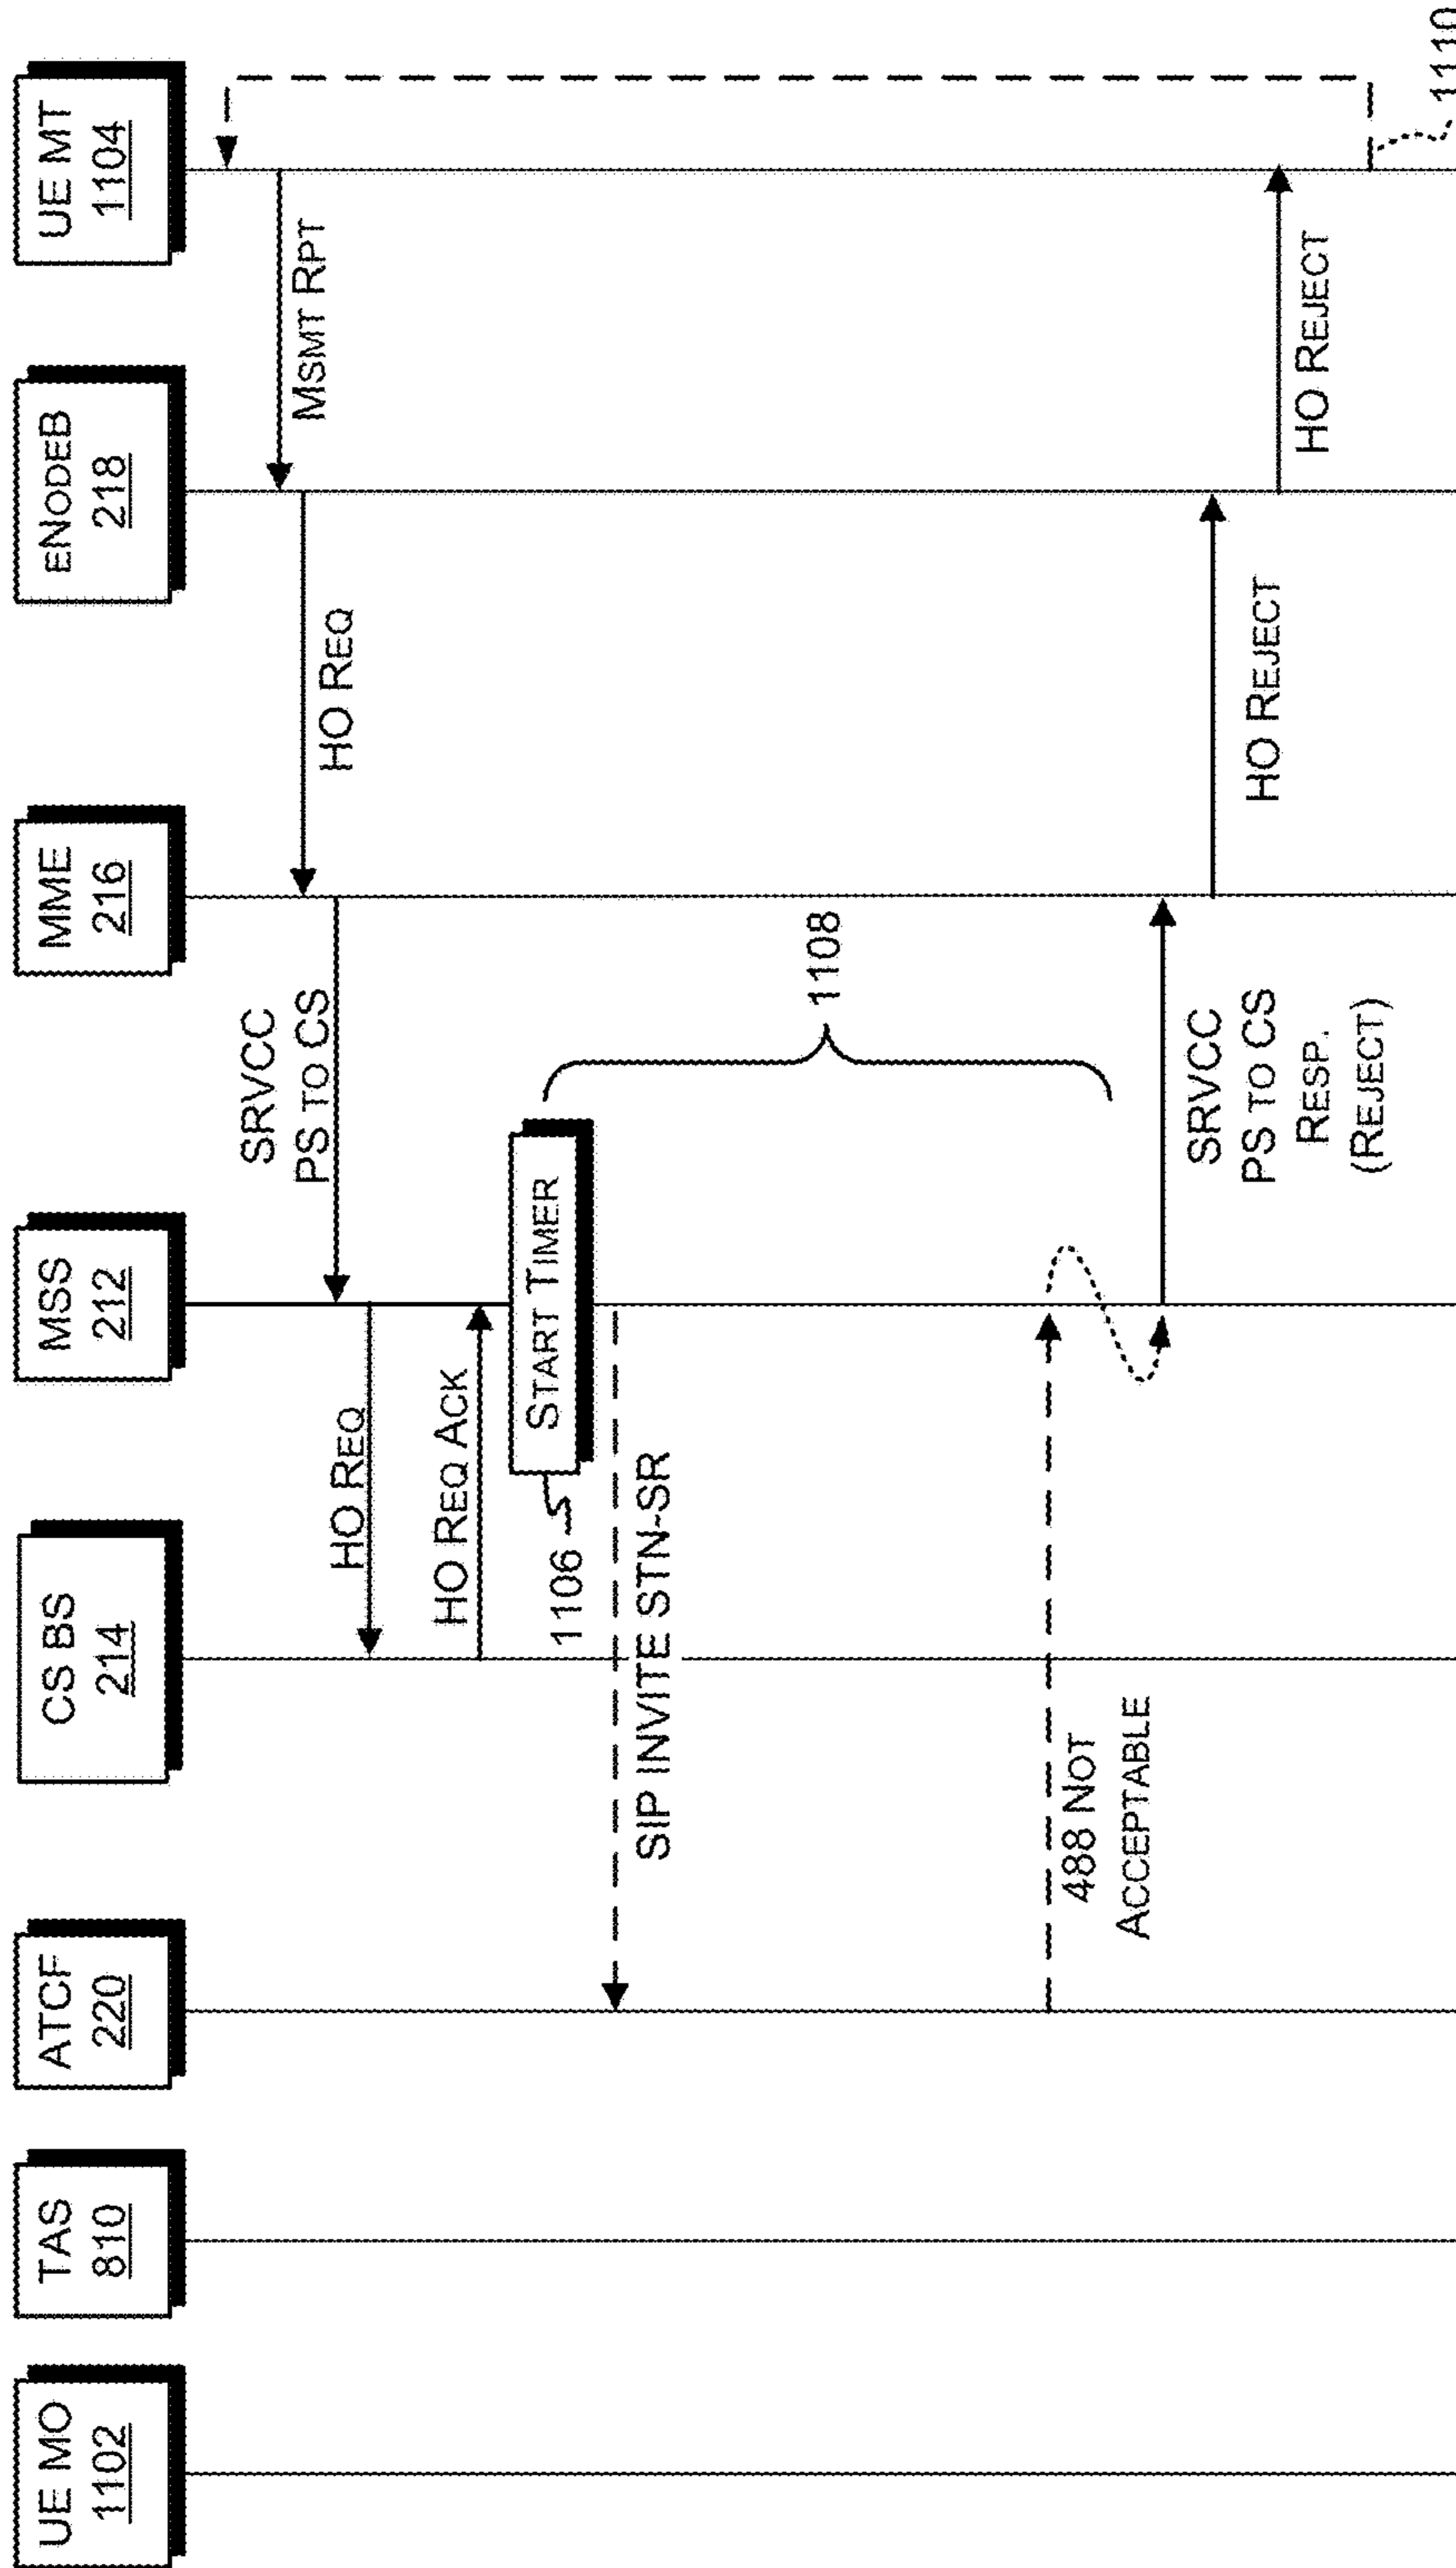 UE MO
1102
TAS
810
ATCF
220
CS BS
214
MSS
212
MME
216
ENODEB
218
UE MT
1104
MSMT RPT
HO REQ
SRVCC
PS TO CS
HO REQ
HO REQ ACK
START TIMER
1106
SIP INVITE STN-SR
1108
488 NOT
ACCEPTABLE
SRVCC
PS TO CS
RESP.
(REJECT)
HO REJECT
HO REJECT
1110